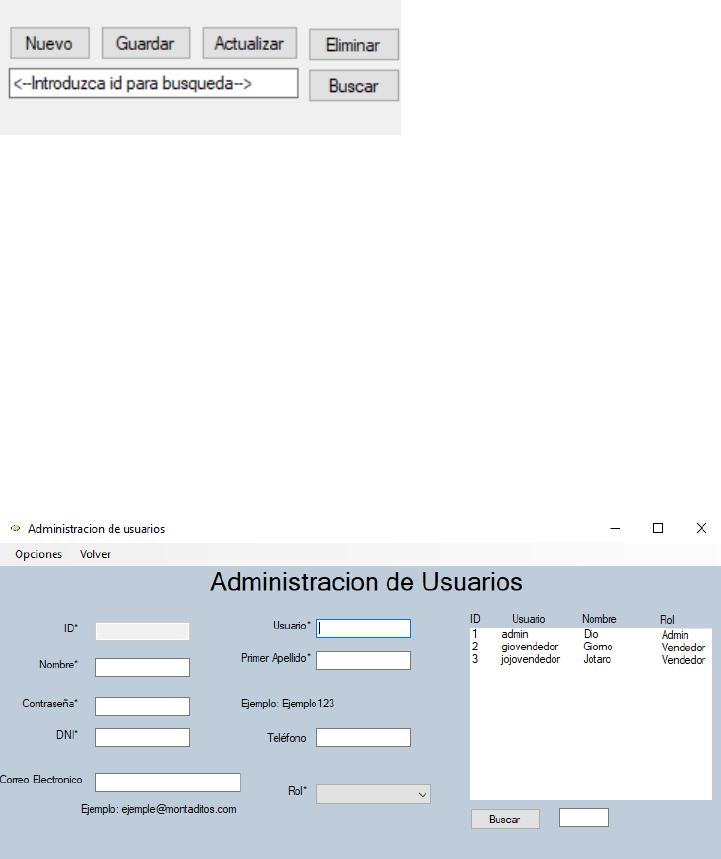 Nuevo Guardar Actualizar Eliminar
<--Introduzca id para busqueda--> Buscar
Administracion de usuarios
Opciones Volver
Administracion de Usuarios
ID* Usuario* ID Usuario Nombre Rol
1 admin Dio Admin
2 giovendedor Giorno Vendedor
Nombre* Primer Apellido* 3 jojovendedor Jotaro Vendedor
Contraseña* Ejemplo: Ejemplo123
DNI* Teléfono
Correo Electronico Rol*
Ejemplo: ejemple@montaditos.com
Buscar